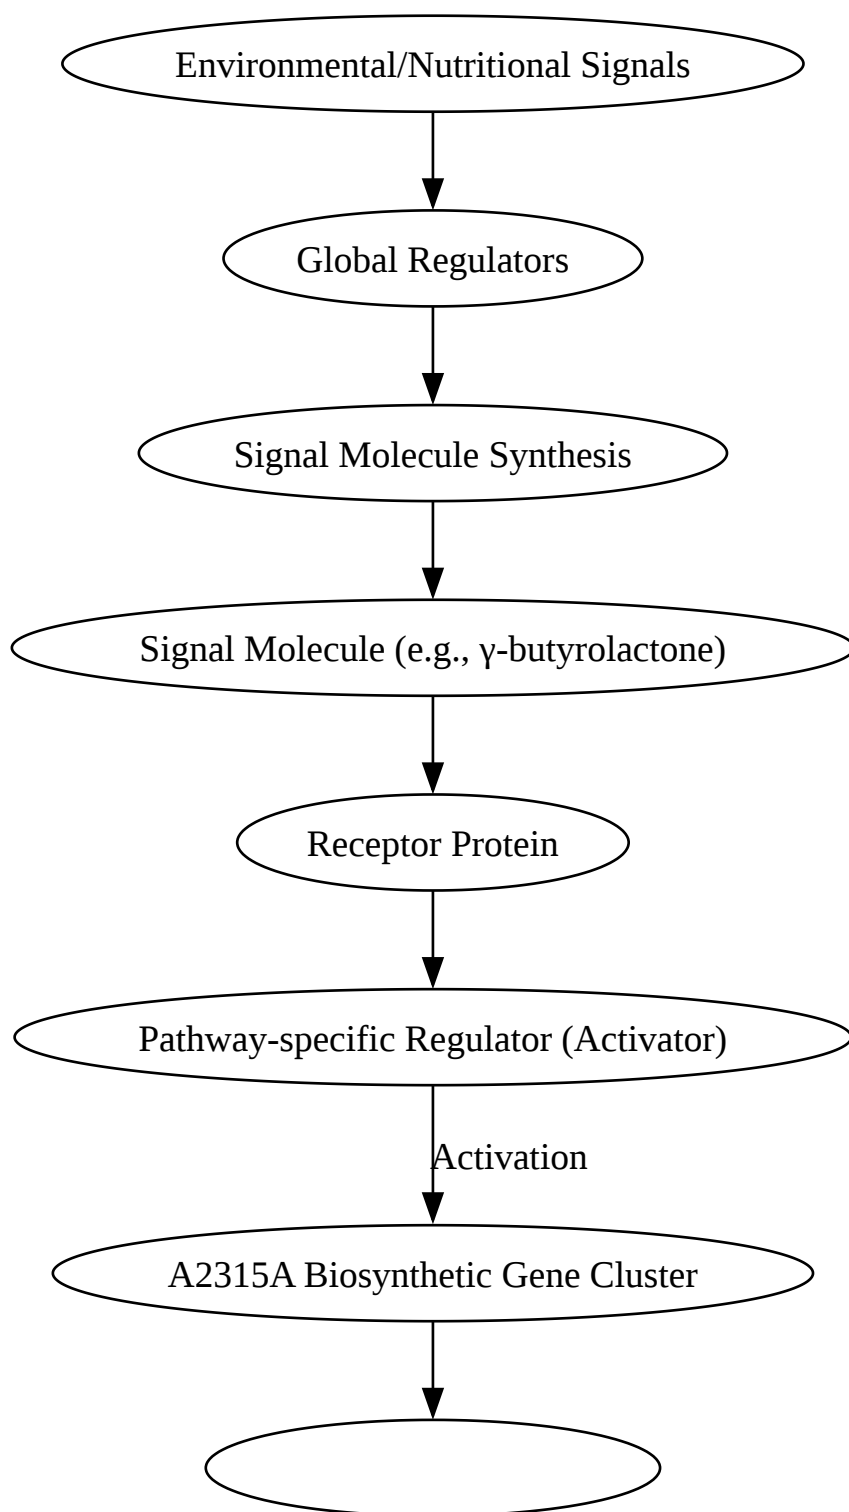 Environmental/Nutritional Signals
Global Regulators
Signal Molecule Synthesis
Signal Molecule (e.g., γ-butyrolactone)
Receptor Protein
Pathway-specific Regulator (Activator)
Activation
A2315A Biosynthetic Gene Cluster